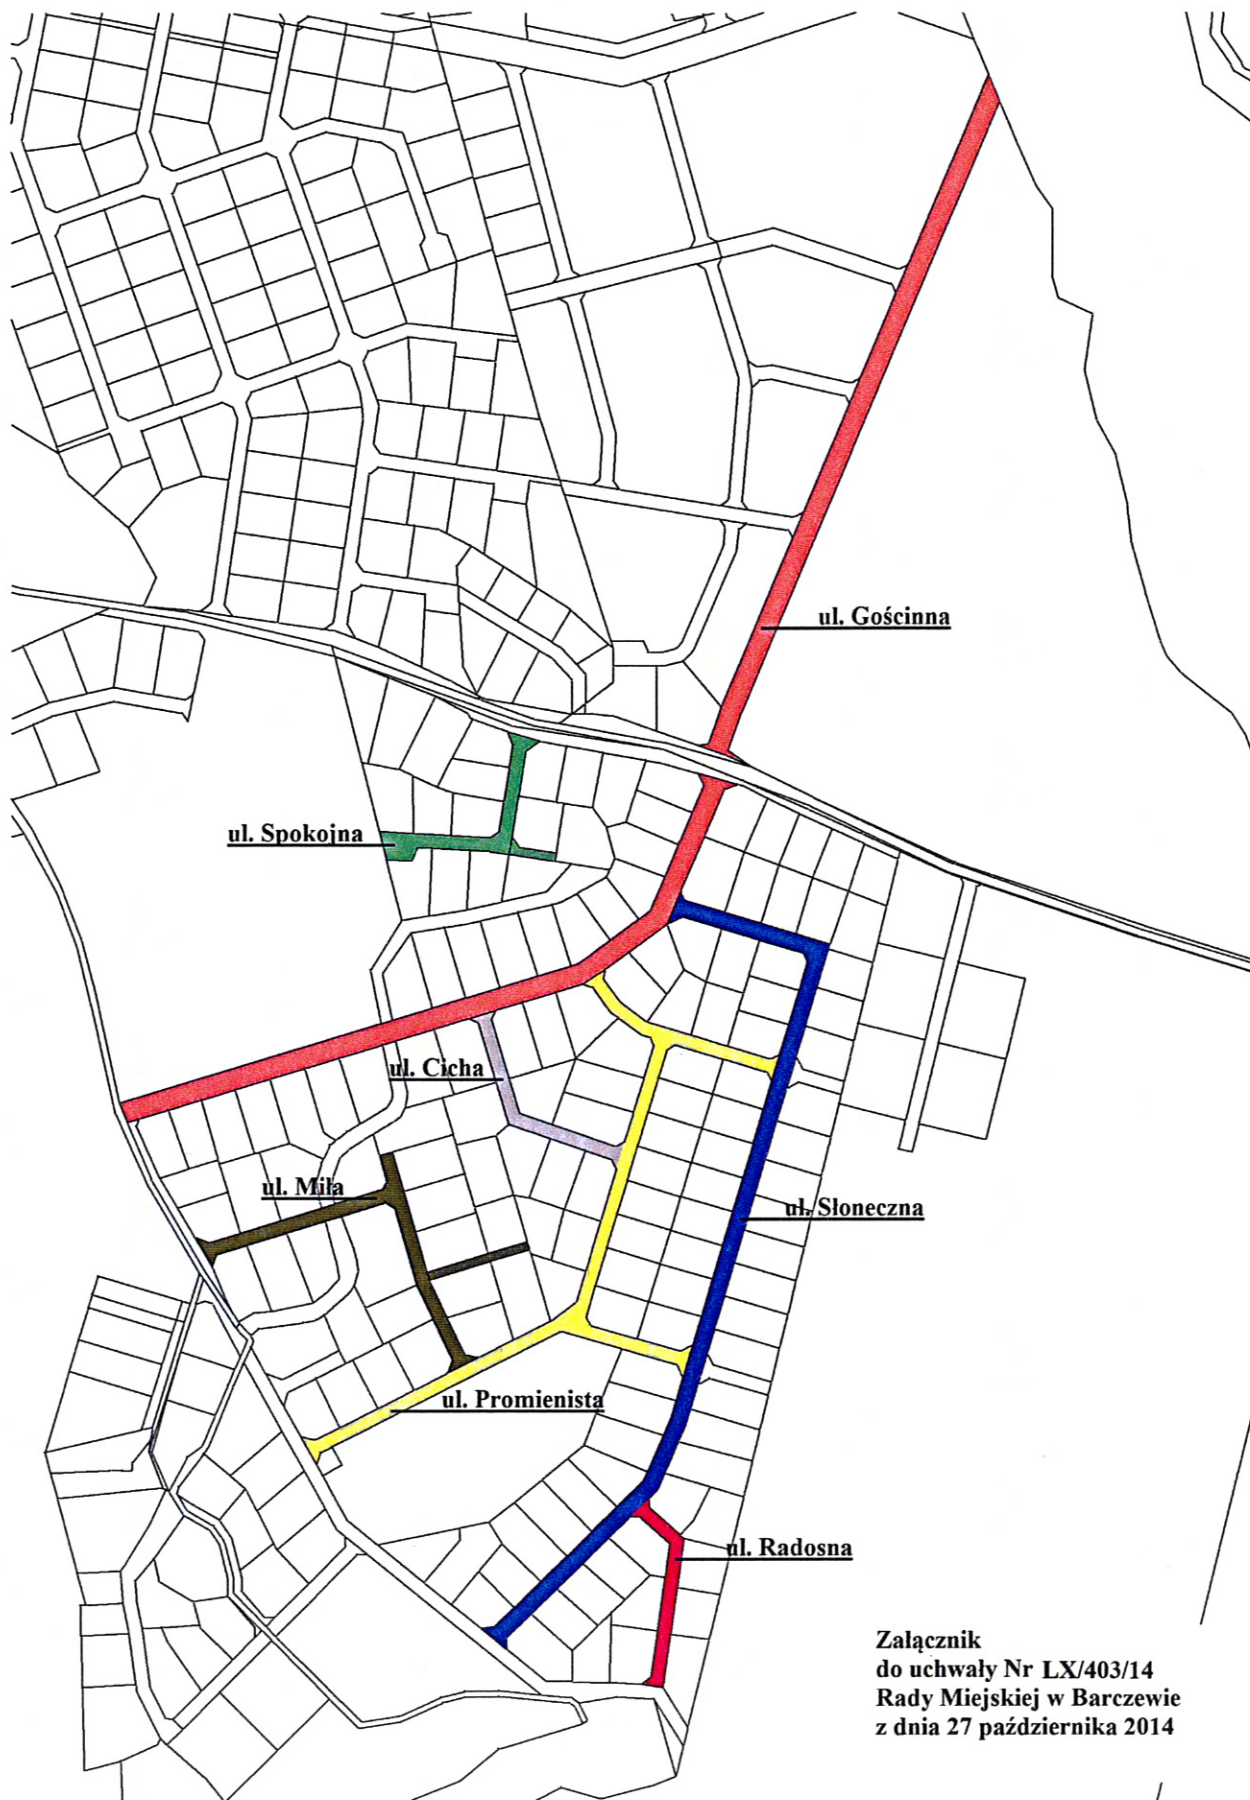 ul. Gościnna
ul. Spokojna
ul. Cicha
ul. Miła
ul. Słoneczna
ul. Promienista
ul. Radosna
Załącznik
do uchwały Nr LX/403/14
Rady Miejskiej w Barczewie
z dnia 27 października 2014